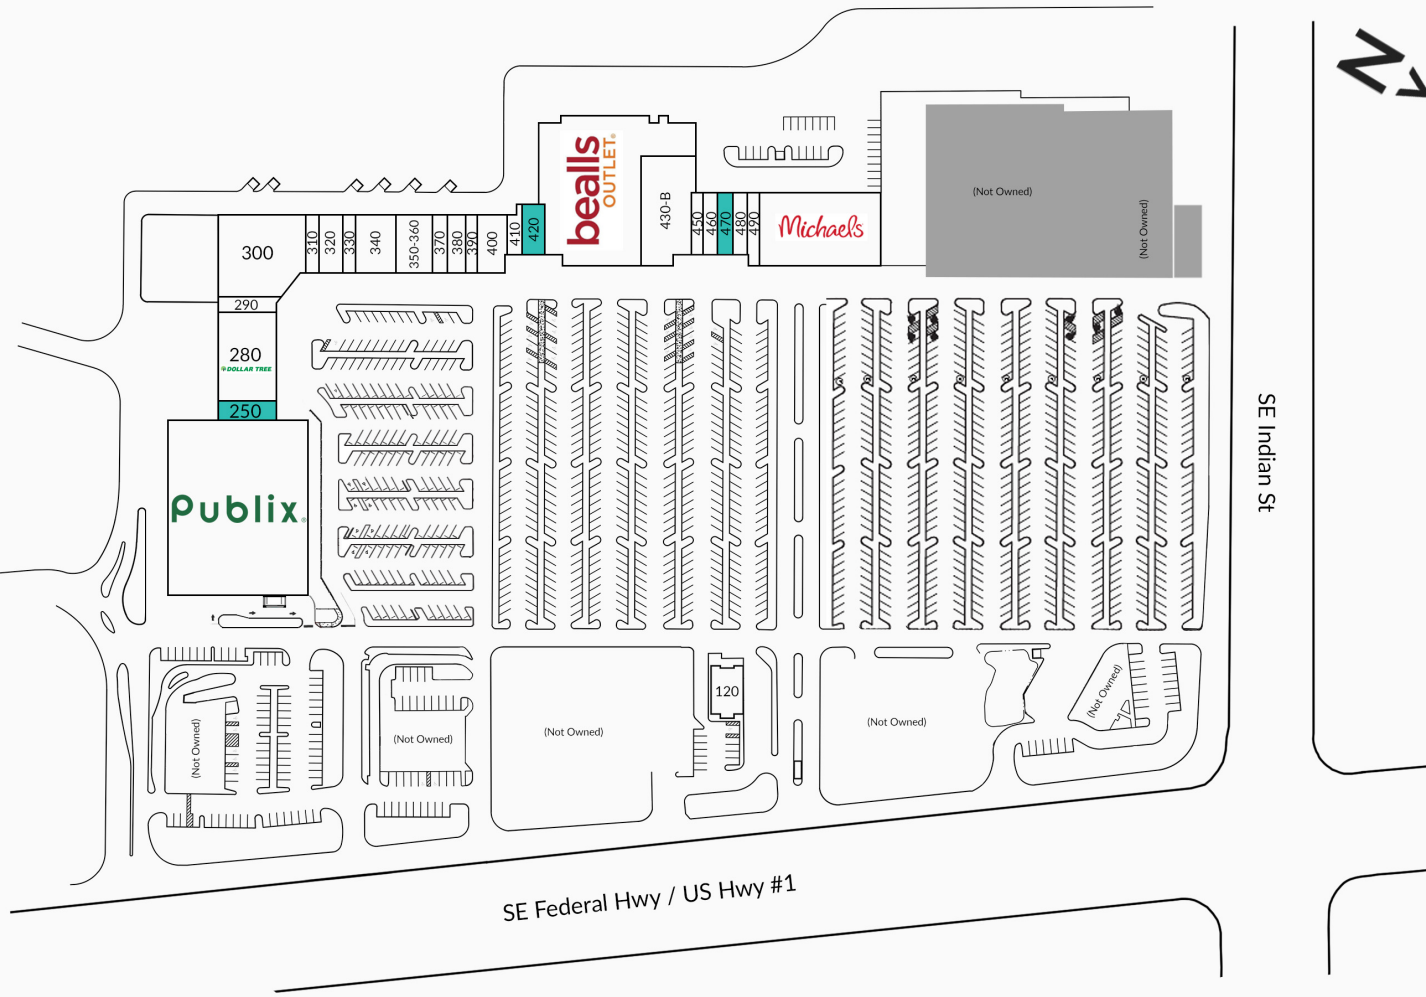 N
bealls
OUTLET
(Not Owned)
(Not Owned)
300
310
320
330
340
350-360
370
380
390
400
410
420
430-B
450
460
470
480
490
Michaels
290
280
DOLLAR TREE
250
Publix
SE Indian St
120
(Not Owned)
(Not Owned)
(Not Owned)
(Not Owned)
(Not Owned)
SE Federal Hwy / US Hwy #1